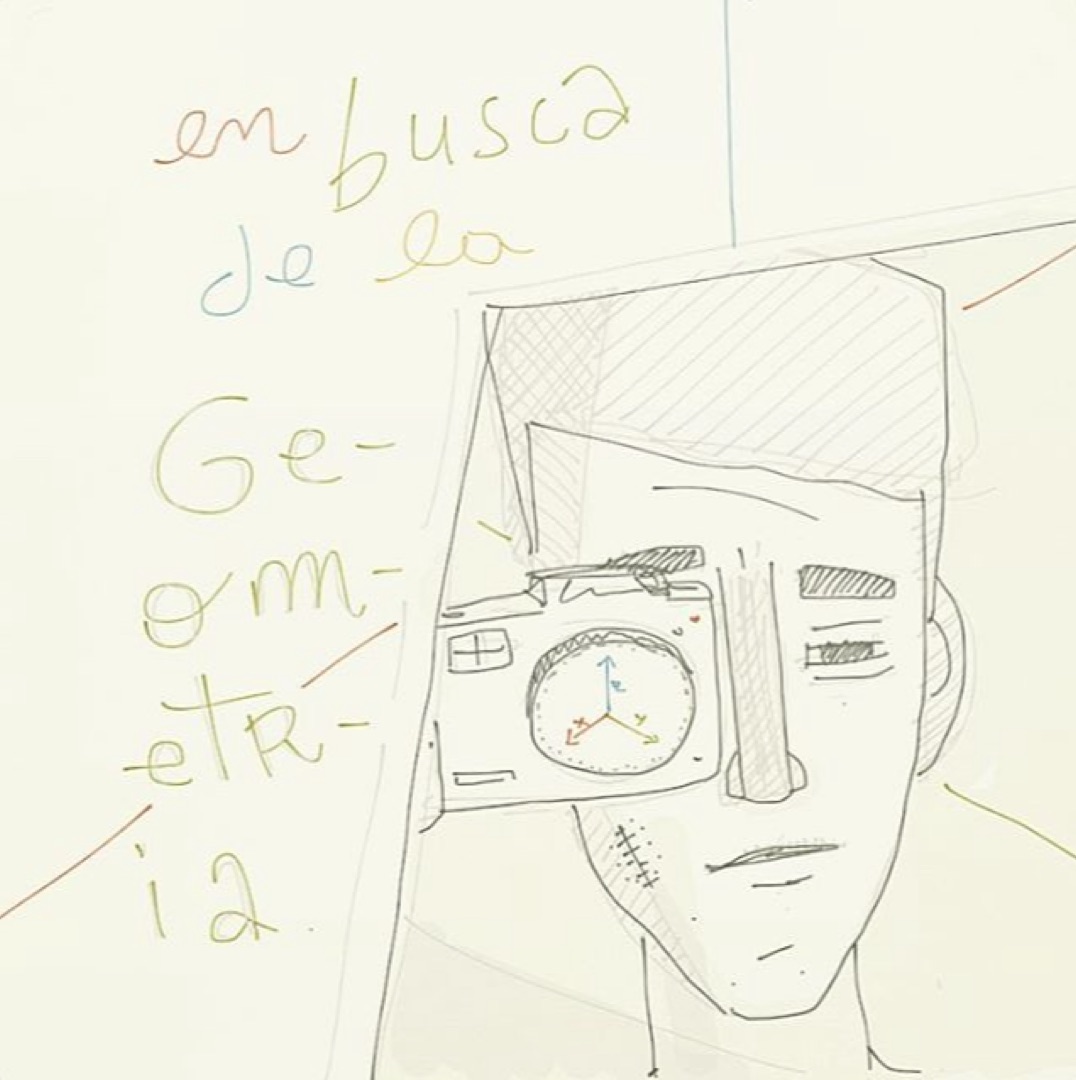 en busca
de la
Ge-
om-
etR-
ia.
z
x y